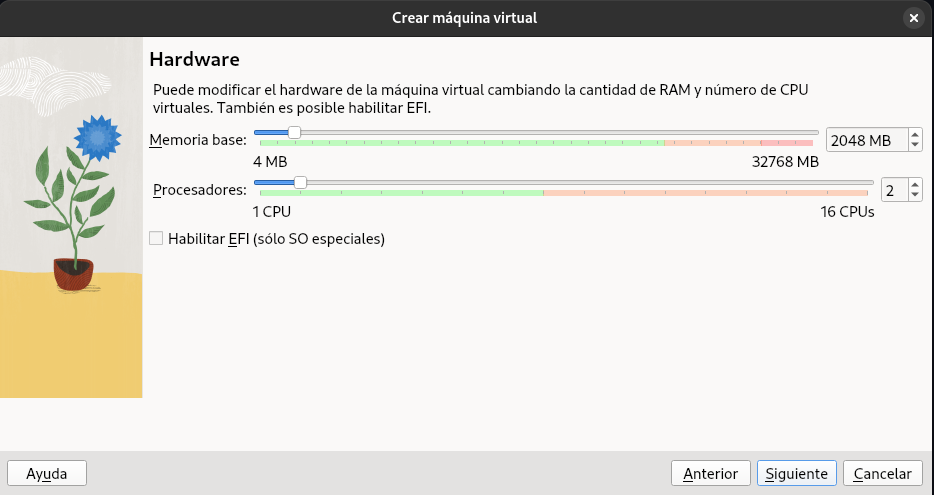 Crear máquina virtual
Hardware
Puede modificar el hardware de la máquina virtual cambiando la cantidad de RAM y número de CPU
virtuales. También es posible habilitar EFI.
Memoria base: 2048 MB
4 MB 32768 MB
Procesadores: 2
1 CPU 16 CPUs
Habilitar EFI (sólo SO especiales)
Ayuda Anterior Siguiente Cancelar